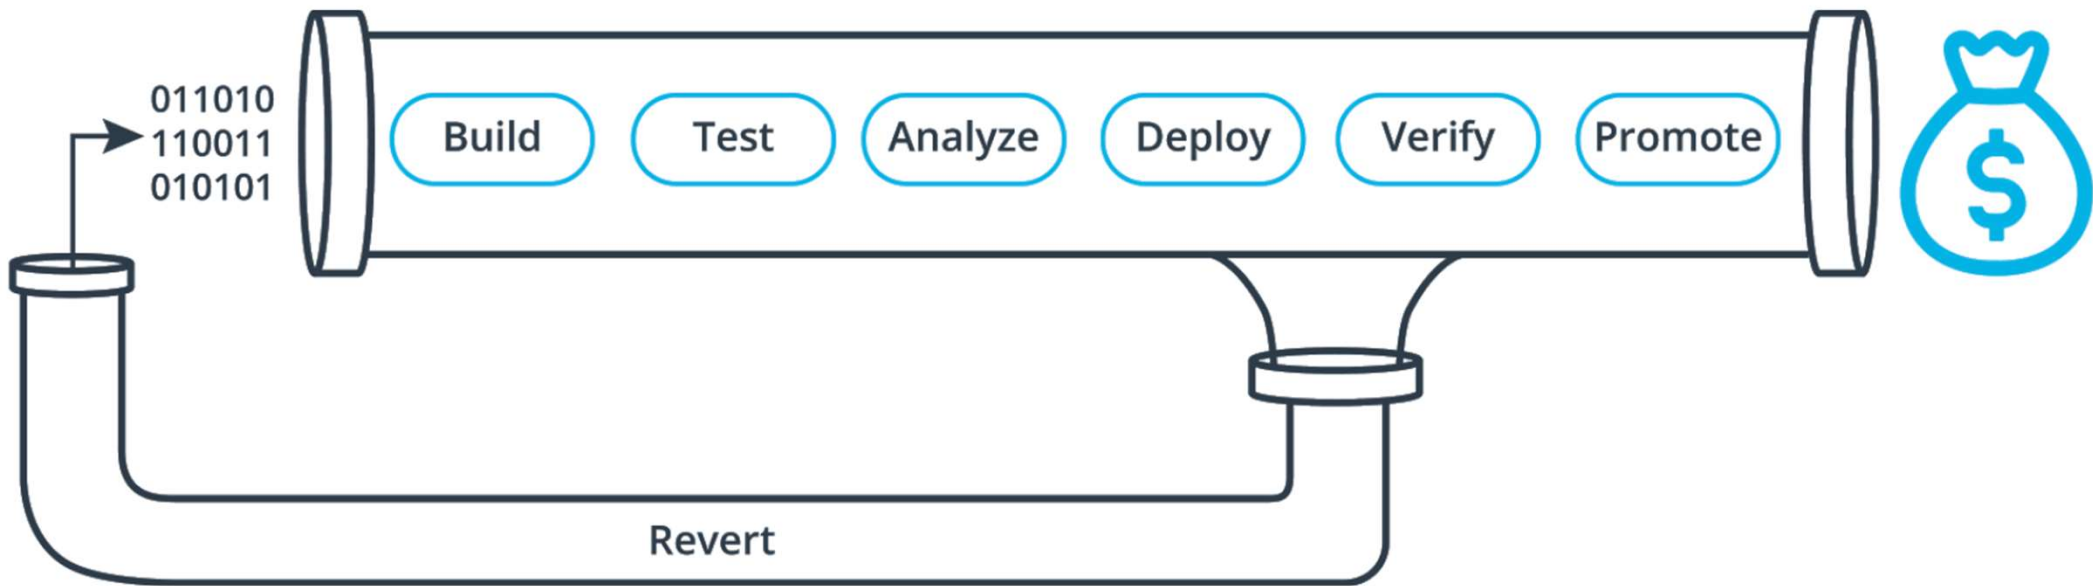 011010
110011
010101
Build
Test
Analyze
Deploy
Verify
Promote
$
Revert